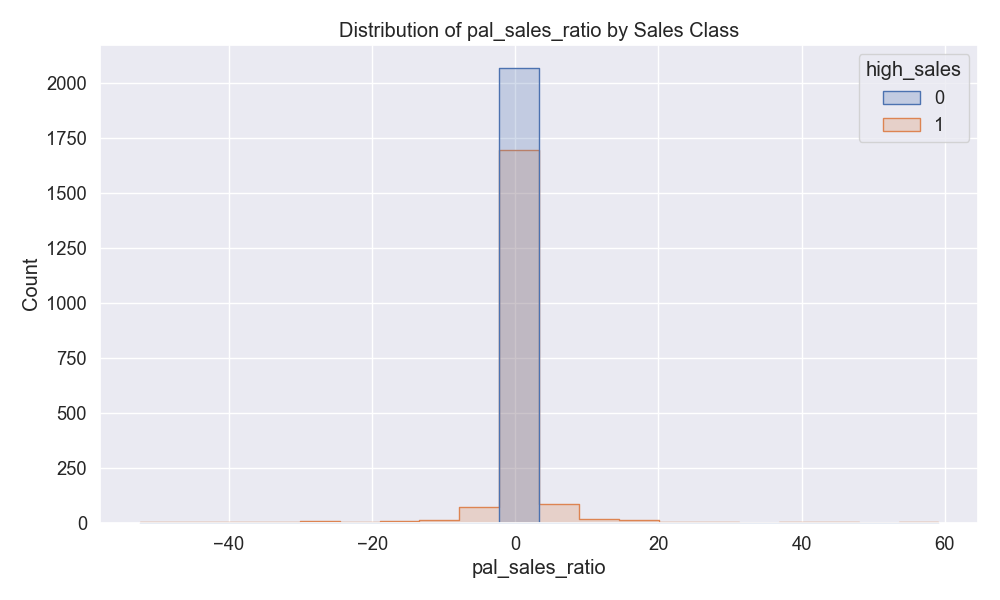 Distribution of pal_sales_ratio by Sales Class
high_sales
0
1
Count
2000
1750
1500
1250
1000
750
500
250
0
−40 −20 0 20 40 60
pal_sales_ratio